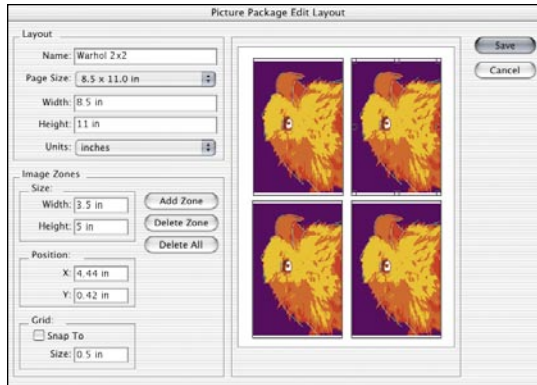 Picture Package Edit Layout
Layout
Name: Warhol 2x2
Page Size: 8.5 x 11.0 in
Width: 8.5 in
Height: 11 in
Units: inches
Image Zones
Size:
Width: 3.5 in
Height: 5 in
Add Zone
Delete Zone
Delete All
Position:
X: 4.44 in
Y: 0.42 in
Grid:
Snap To
Size: 0.5 in
Save
Cancel